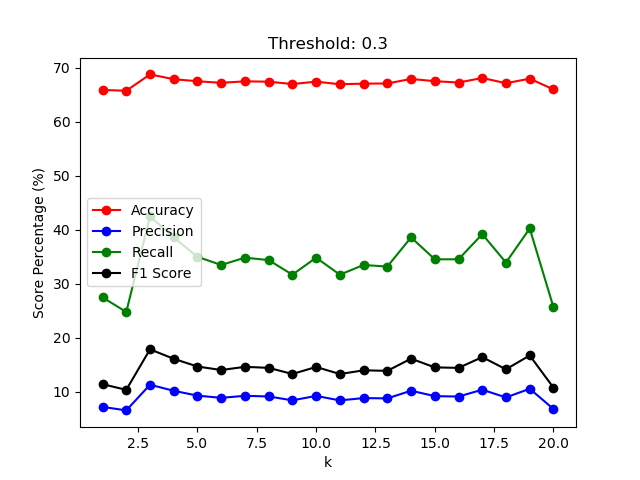 Threshold: 0.3
70
60
50
40
30
20
10
Score Percentage (%)
Accuracy
Precision
Recall
F1 Score
2.5 5.0 7.5 10.0 12.5 15.0 17.5 20.0
k